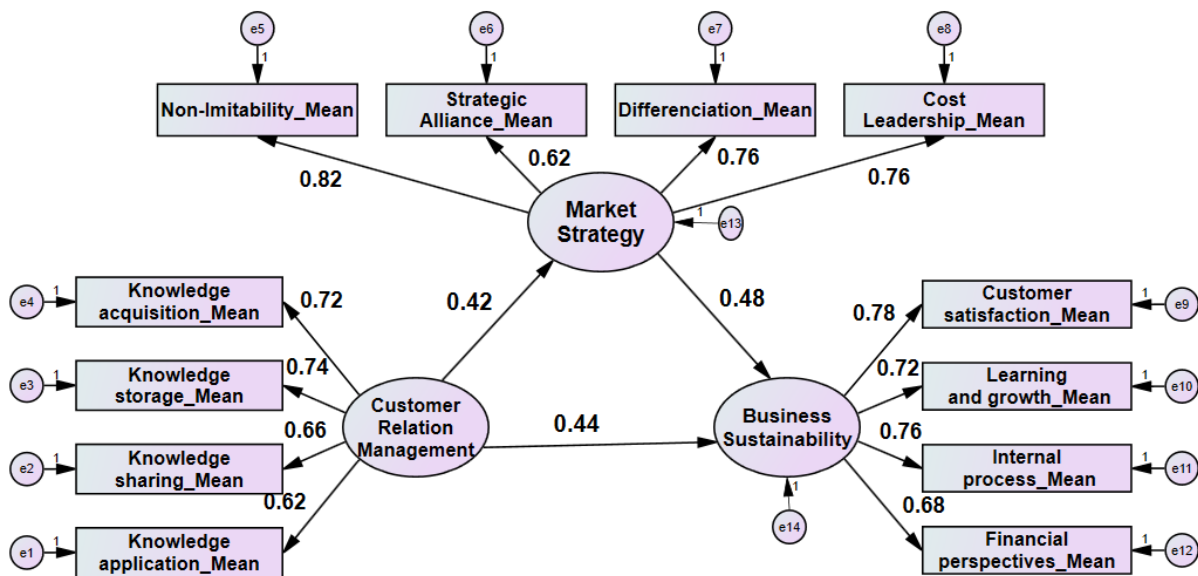 e5
e6
e7
e8
1
1
1
1
Non-Imitability_Mean
Strategic
Alliance_Mean
Differenciation_Mean
Cost
Leadership_Mean
0.82
0.62
0.76
0.76
Market
Strategy
1
e13
e4
1
Knowledge
acquisition_Mean
0.72
0.42
0.48
0.78
Customer
satisfaction_Mean
1
e9
e3
1
Knowledge
storage_Mean
0.74
Customer
Relation
Management
0.44
Business
Sustainability
0.72
Learning
and growth_Mean
1
e10
e2
1
Knowledge
sharing_Mean
0.66
0.76
Internal
process_Mean
1
e11
e1
1
Knowledge
application_Mean
0.62
1
e14
0.68
Financial
perspectives_Mean
1
e12